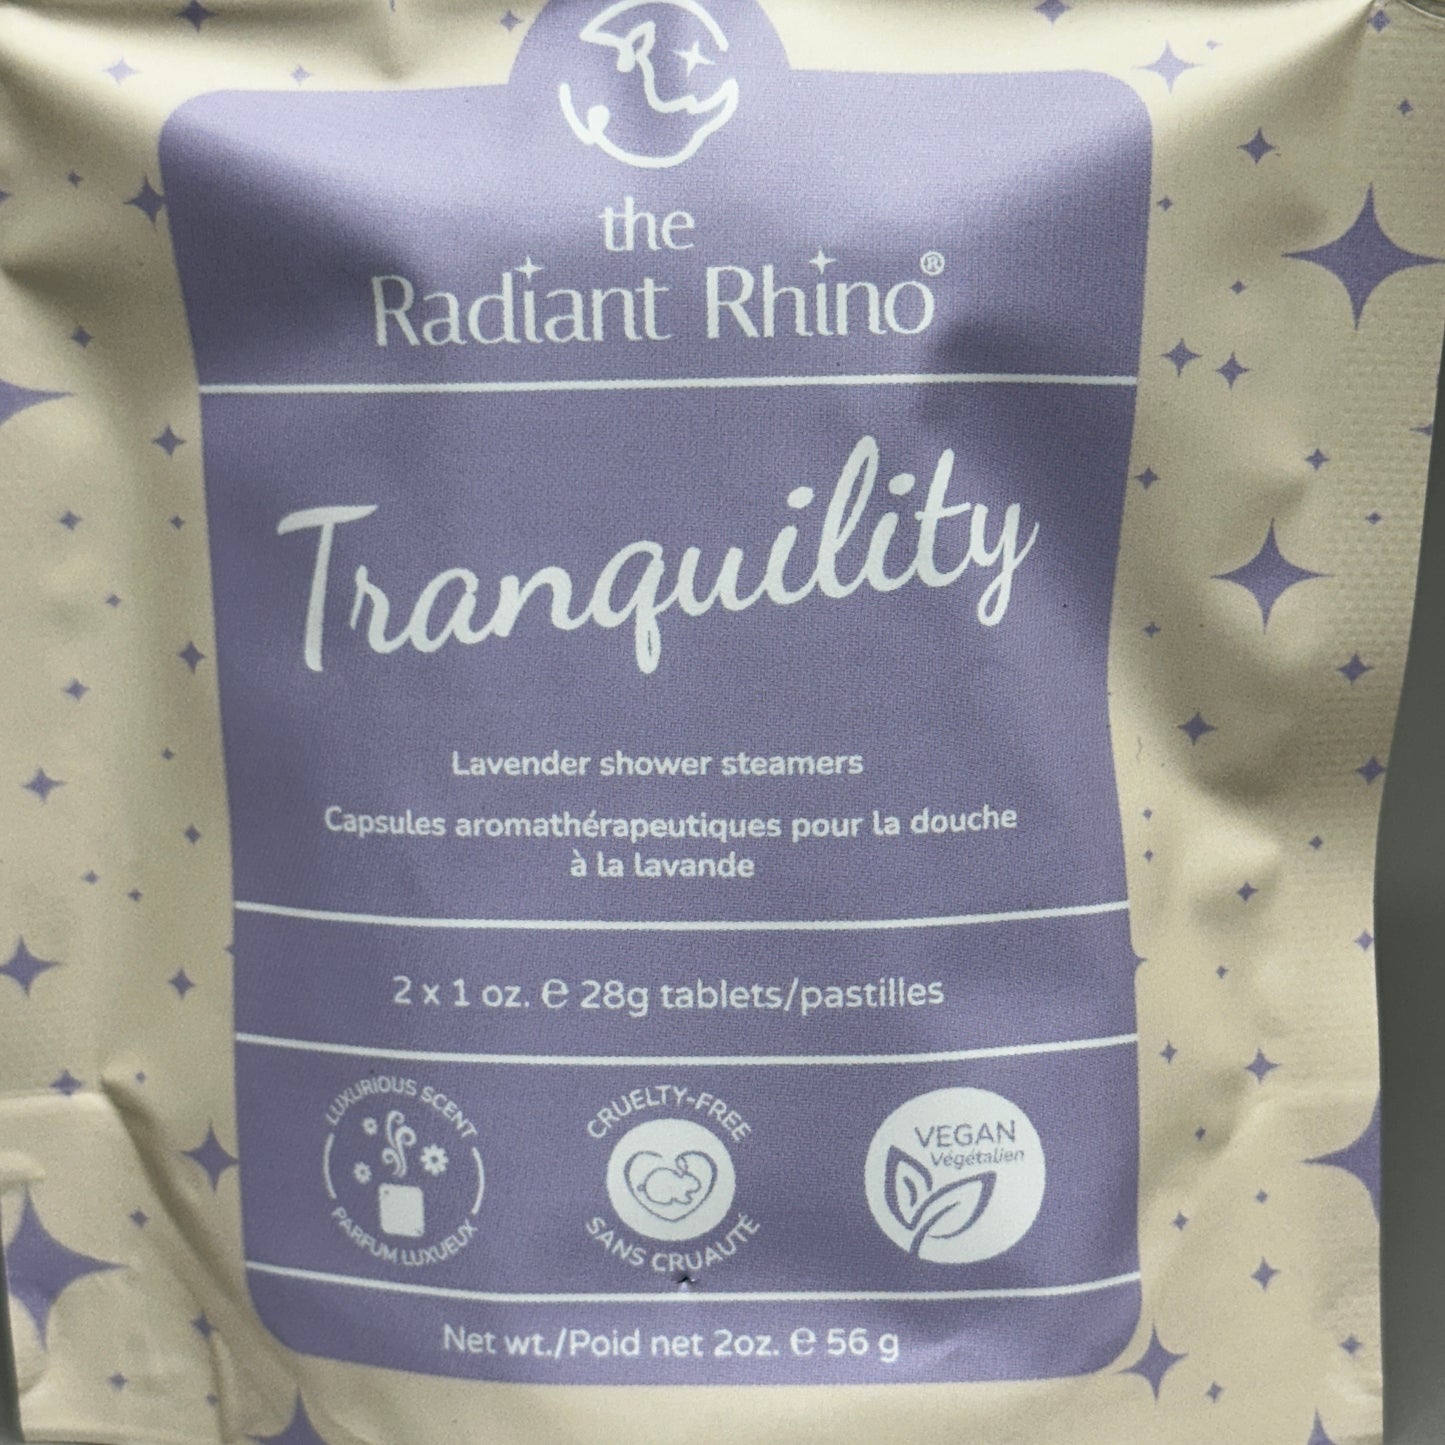 the
Radiant Rhino®
Tranquility
Lavender shower steamers
Capsules aromathérapeutiques pour la douche
à la lavande
2 x 1 oz. ℮ 28g tablets/pastilles
LUXURIOUS SCENT
PARFUM LUXUEUX
CRUELTY-FREE
SANS CRUAUTÉ
VEGAN
Végétalien
Net wt./Poid net 2oz. ℮ 56 g